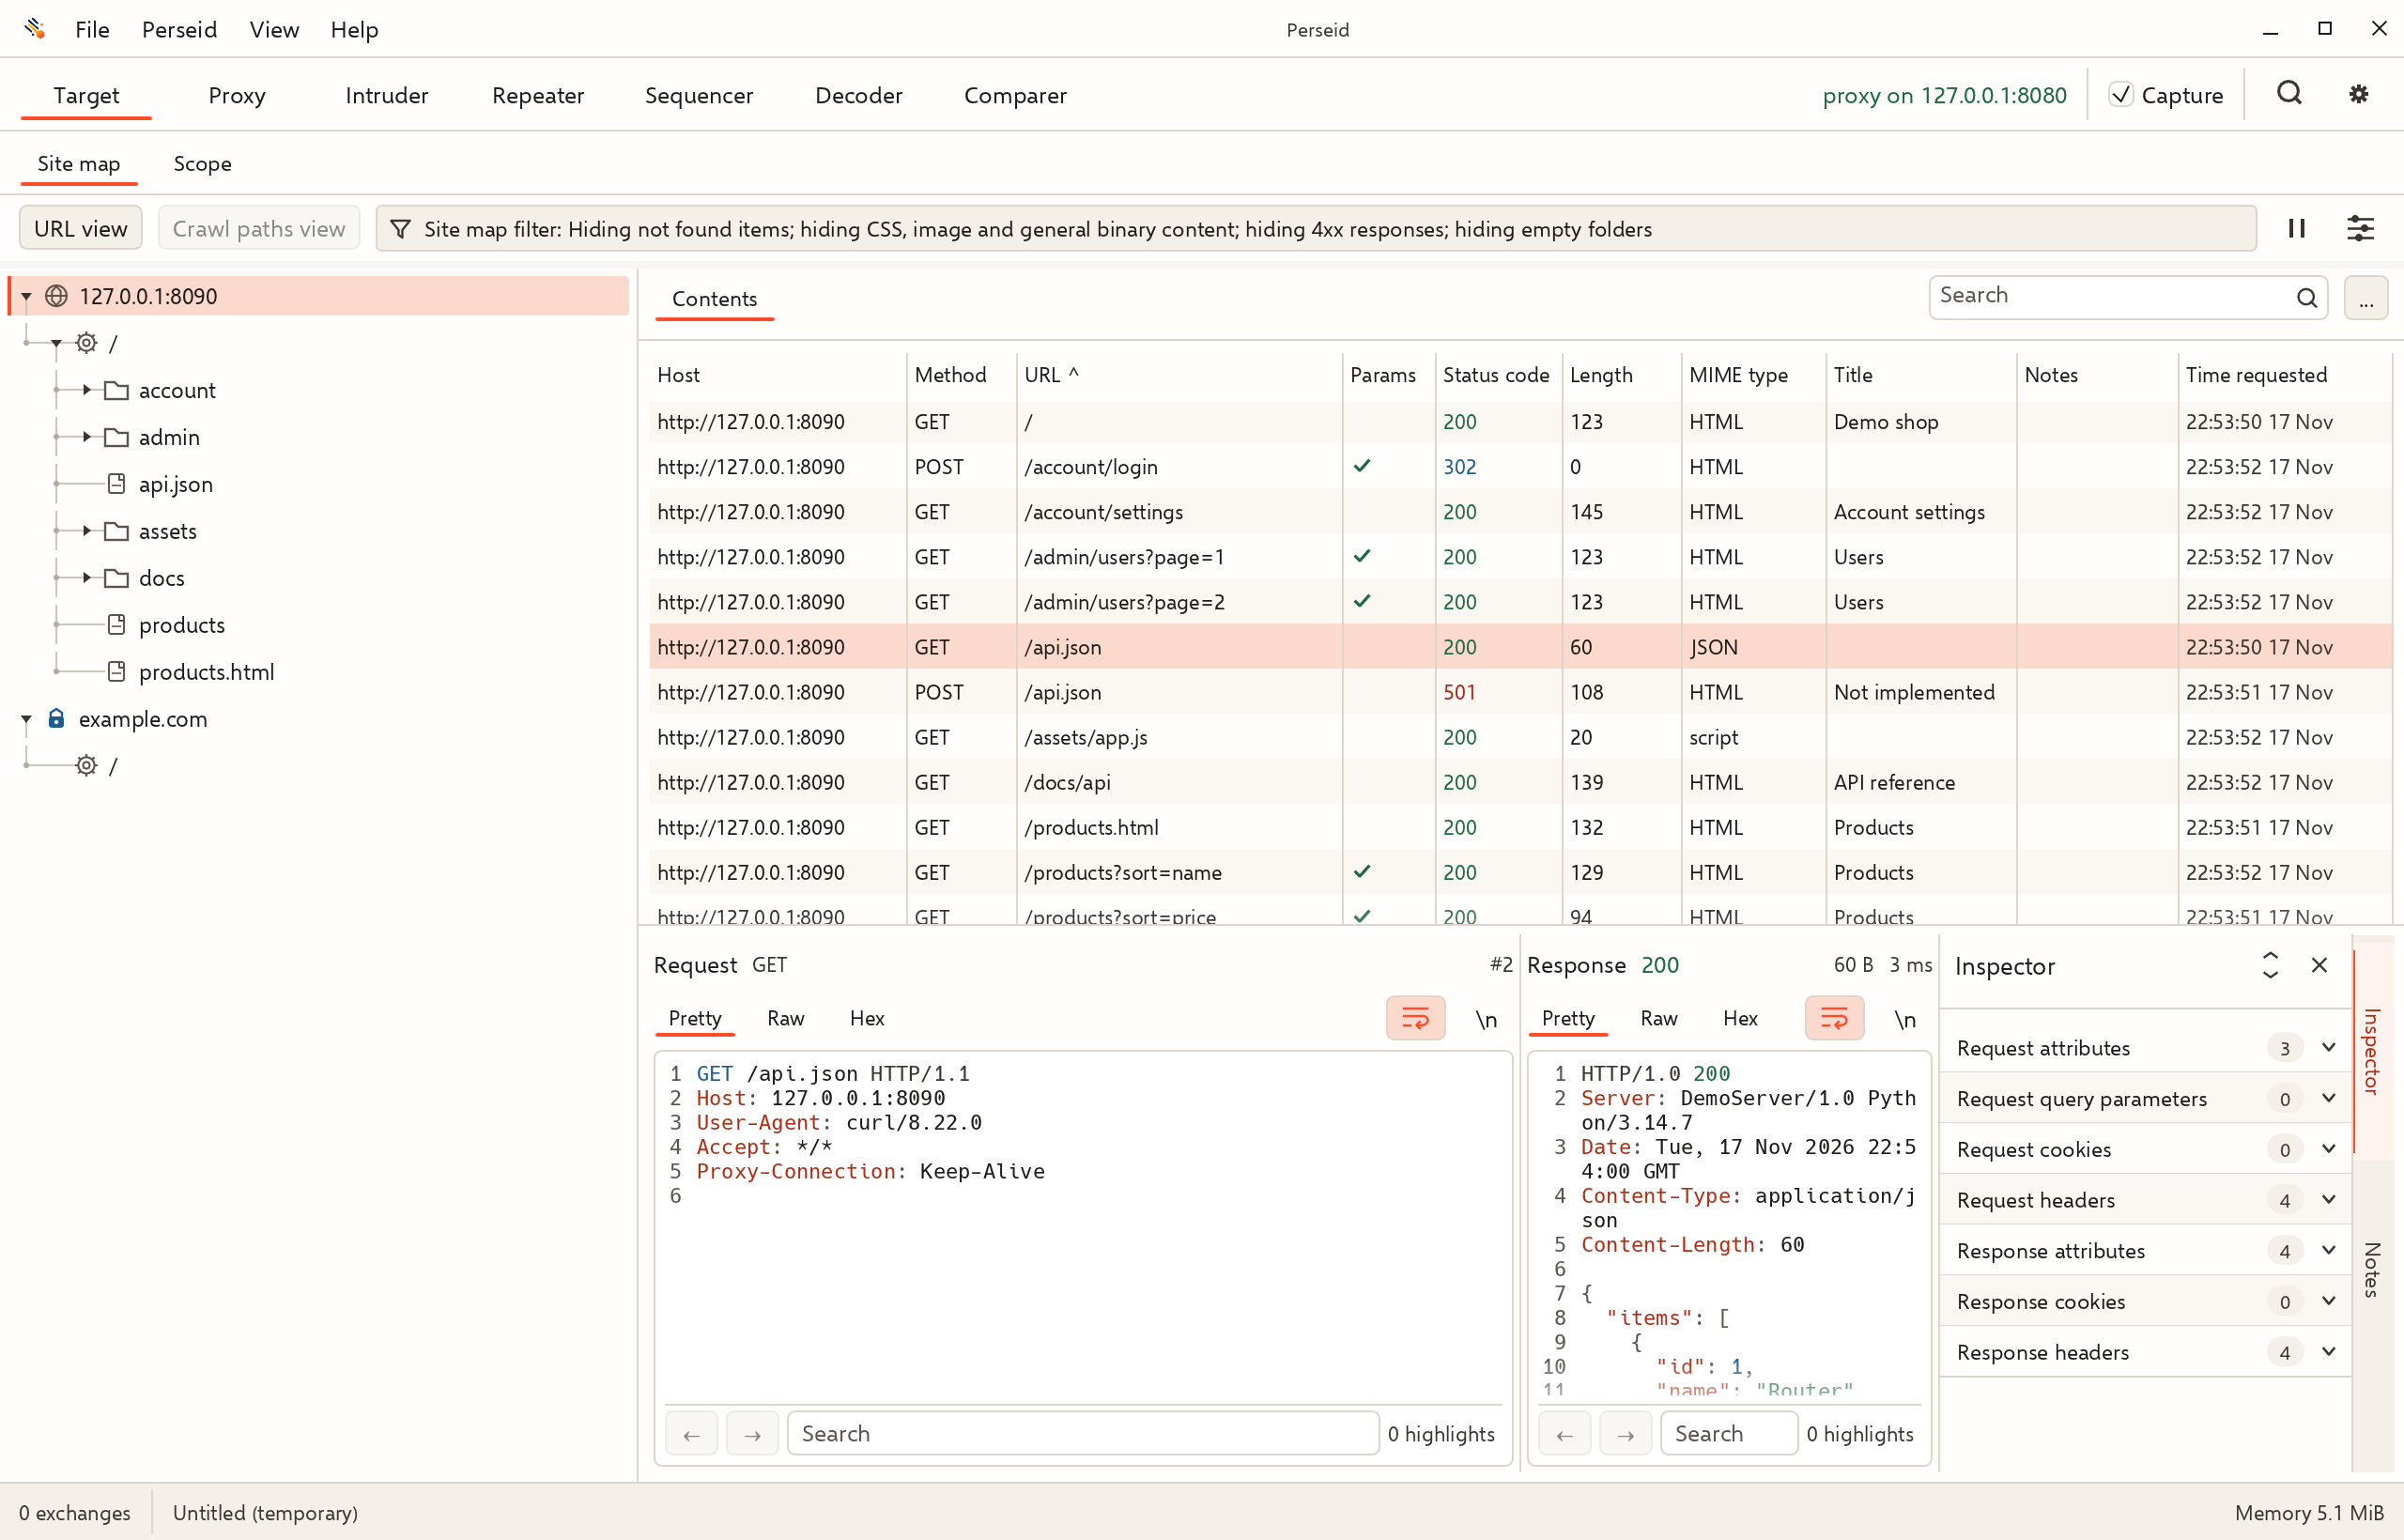 File Perseid View Help Perseid
Target Proxy Intruder Repeater Sequencer Decoder Comparer proxy on 127.0.0.1:8080 Capture
Site map Scope
URL view Crawl paths view Site map filter: Hiding not found items; hiding CSS, image and general binary content; hiding 4xx responses; hiding empty folders
127.0.0.1:8090
/
account
admin
api.json
assets
docs
products
products.html
example.com
/
Contents Search ...
Host Method URL ^ Params Status code Length MIME type Title Notes Time requested
http://127.0.0.1:8090 GET / 200 123 HTML Demo shop 22:53:50 17 Nov
http://127.0.0.1:8090 POST /account/login 302 0 HTML 22:53:52 17 Nov
http://127.0.0.1:8090 GET /account/settings 200 145 HTML Account settings 22:53:52 17 Nov
http://127.0.0.1:8090 GET /admin/users?page=1 200 123 HTML Users 22:53:52 17 Nov
http://127.0.0.1:8090 GET /admin/users?page=2 200 123 HTML Users 22:53:52 17 Nov
http://127.0.0.1:8090 GET /api.json 200 60 JSON 22:53:50 17 Nov
http://127.0.0.1:8090 POST /api.json 501 108 HTML Not implemented 22:53:51 17 Nov
http://127.0.0.1:8090 GET /assets/app.js 200 20 script 22:53:52 17 Nov
http://127.0.0.1:8090 GET /docs/api 200 139 HTML API reference 22:53:52 17 Nov
http://127.0.0.1:8090 GET /products.html 200 132 HTML Products 22:53:51 17 Nov
http://127.0.0.1:8090 GET /products?sort=name 200 129 HTML Products 22:53:52 17 Nov
http://127.0.0.1:8090 GET /products?sort=price 200 94 HTML Products 22:53:51 17 Nov
Request GET #2
Pretty Raw Hex \n
1 GET /api.json HTTP/1.1
2 Host: 127.0.0.1:8090
3 User-Agent: curl/8.22.0
4 Accept: */*
5 Proxy-Connection: Keep-Alive
6
← → Search 0 highlights
Response 200 60 B 3 ms
Pretty Raw Hex \n
1 HTTP/1.0 200
2 Server: DemoServer/1.0 Pyth
on/3.14.7
3 Date: Tue, 17 Nov 2026 22:5
4:00 GMT
4 Content-Type: application/j
son
5 Content-Length: 60
6
7 {
8 "items": [
9 {
10 "id": 1,
11 "name": "Router"
← → Search 0 highlights
Inspector
Request attributes 3
Request query parameters 0
Request cookies 0
Request headers 4
Response attributes 4
Response cookies 0
Response headers 4
Inspector
Notes
0 exchanges Untitled (temporary) Memory 5.1 MiB